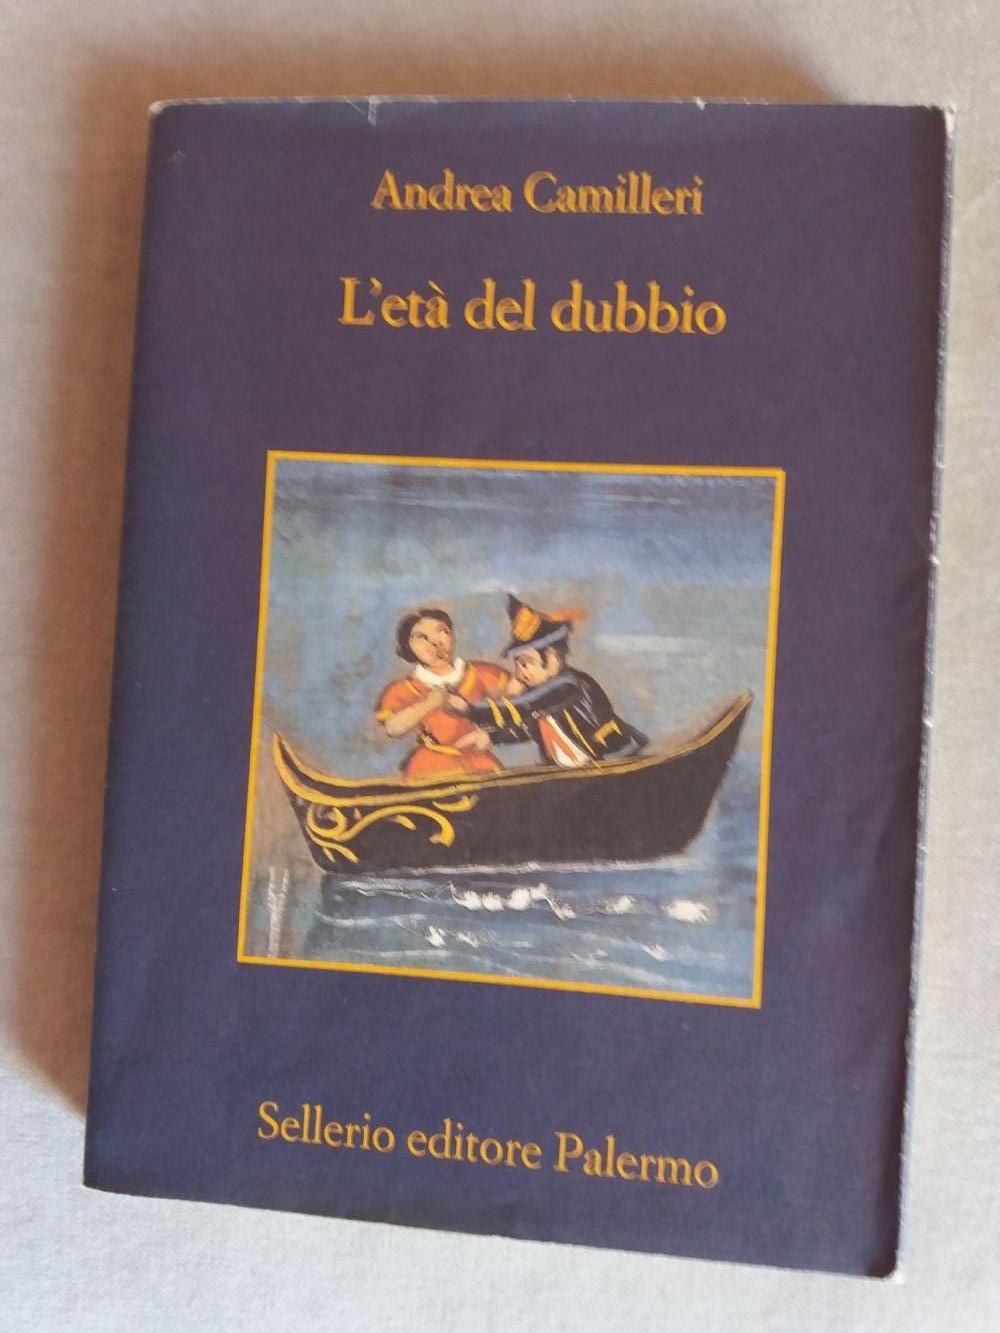 Andrea Camilleri
L'età del dubbio
Sellerio editore Palermo